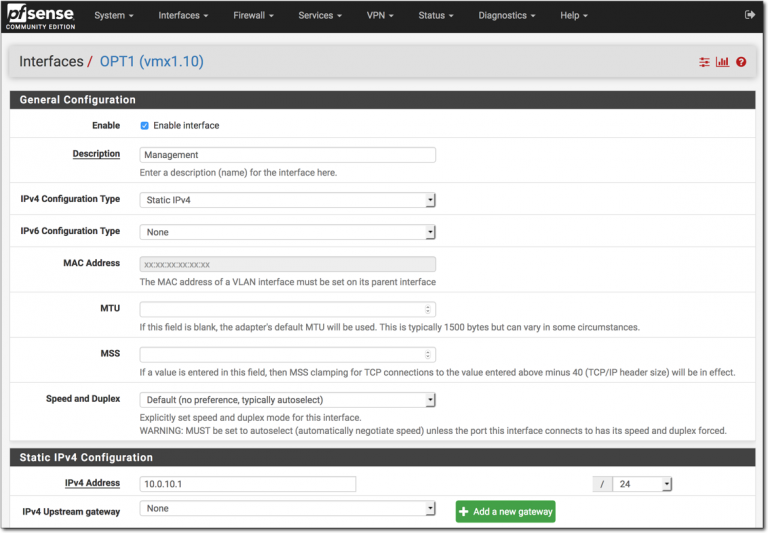 pfsense
COMMUNITY EDITION
System Interfaces Firewall Services VPN Status Diagnostics Help
Interfaces / OPT1 (vmx1.10)
General Configuration
Enable Enable interface
Description Management
Enter a description (name) for the interface here.
IPv4 Configuration Type Static IPv4
IPv6 Configuration Type None
MAC Address xx:xx:xx:xx:xx:xx
The MAC address of a VLAN interface must be set on its parent interface
MTU
If this field is blank, the adapter's default MTU will be used. This is typically 1500 bytes but can vary in some circumstances.
MSS
If a value is entered in this field, then MSS clamping for TCP connections to the value entered above minus 40 (TCP/IP header size) will be in effect.
Speed and Duplex Default (no preference, typically autoselect)
Explicitly set speed and duplex mode for this interface.
WARNING: MUST be set to autoselect (automatically negotiate speed) unless the port this interface connects to has its speed and duplex forced.
Static IPv4 Configuration
IPv4 Address 10.0.10.1 / 24
IPv4 Upstream gateway None + Add a new gateway